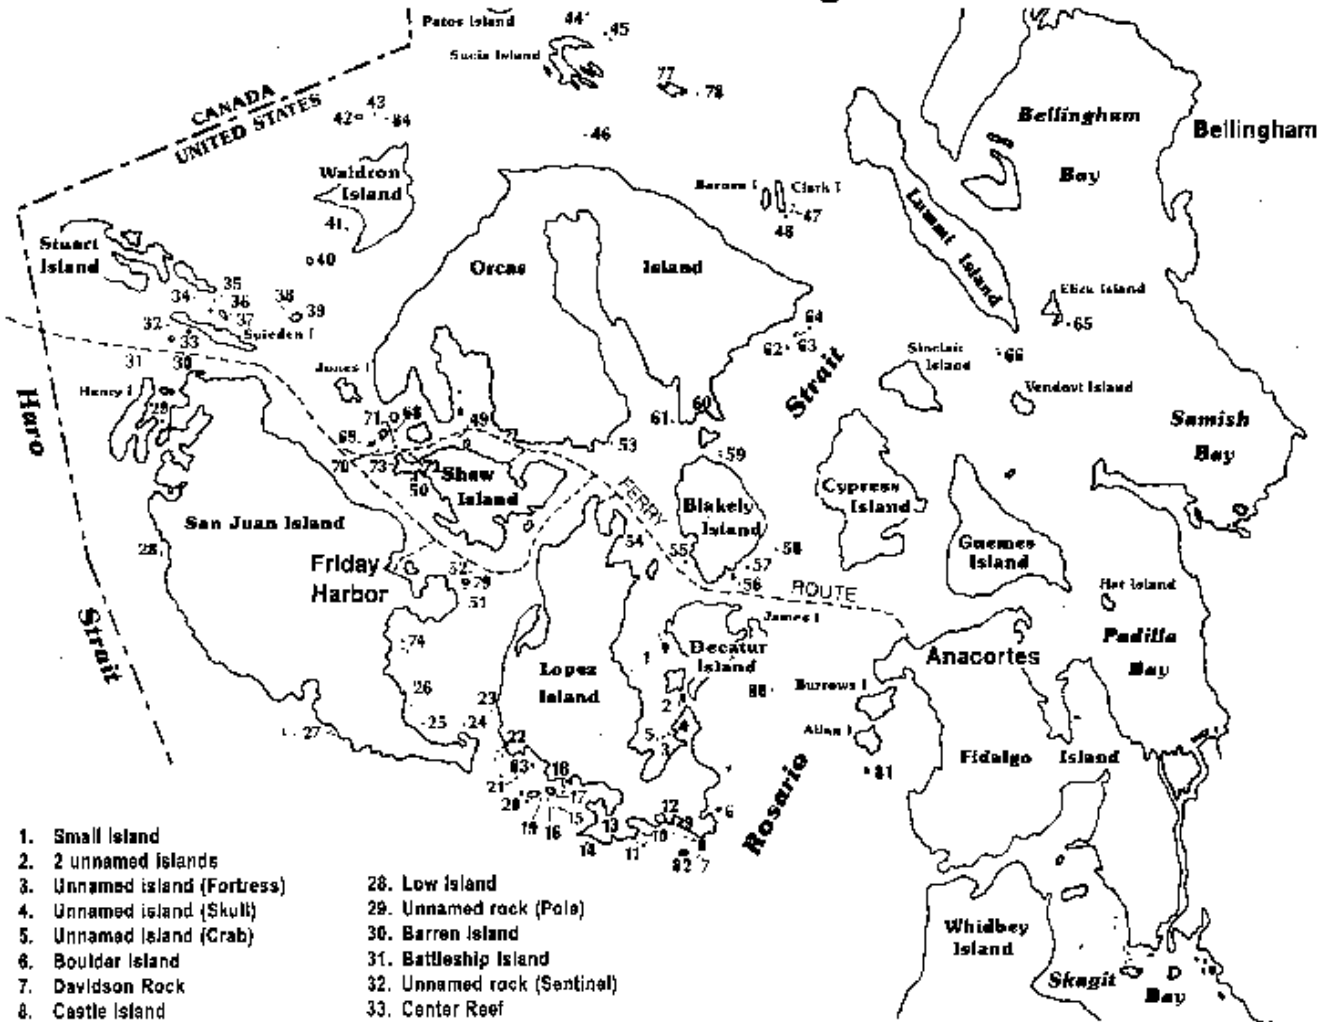 Patos Island
44
45
Sucia Island
77
78
CANADA
UNITED STATES
42
43
84
46
Bellingham
Bay
Bellingham
Waldron
Island
Barnes I
Clark I
47
48
41
40
Stuart
Island
Orcas
Island
Lummi Island
Eliza Island
65
34
35
36
37
38
39
32
33
Spieden I
64
62
63
66
31
30
Henry I
29
Jones I
Sinclair
Island
Vendovi Island
Haro
Strait
Strait
71
68
49
60
61
69
53
59
Samish
Bay
70
73
72
50
Shaw
Island
San Juan Island
FERRY
Blakely
Island
Cypress
Island
Guemes
Island
28
54
55
58
57
56
ROUTE
Friday
Harbor
52
79
51
Hat Island
James I
1
Decatur
Island
Anacortes
Padilla
Bay
74
Lopez
Island
26
23
2
80
Burrows I
25
24
22
5
3
Allan I
27
83
18
81
Fidalgo
Island
21
20
17
12
6
Rosario
19
16
15
13
10
14
11
82
7
Whidbey
Island
Skagit
Bay
1. Small Island
2. 2 unnamed islands
3. Unnamed island (Fortress)
4. Unnamed island (Skull)
5. Unnamed island (Crab)
6. Boulder Island
7. Davidson Rock
8. Castle Island
28. Low Island
29. Unnamed rock (Pole)
30. Barren Island
31. Battleship Island
32. Unnamed rock (Sentinel)
33. Center Reef